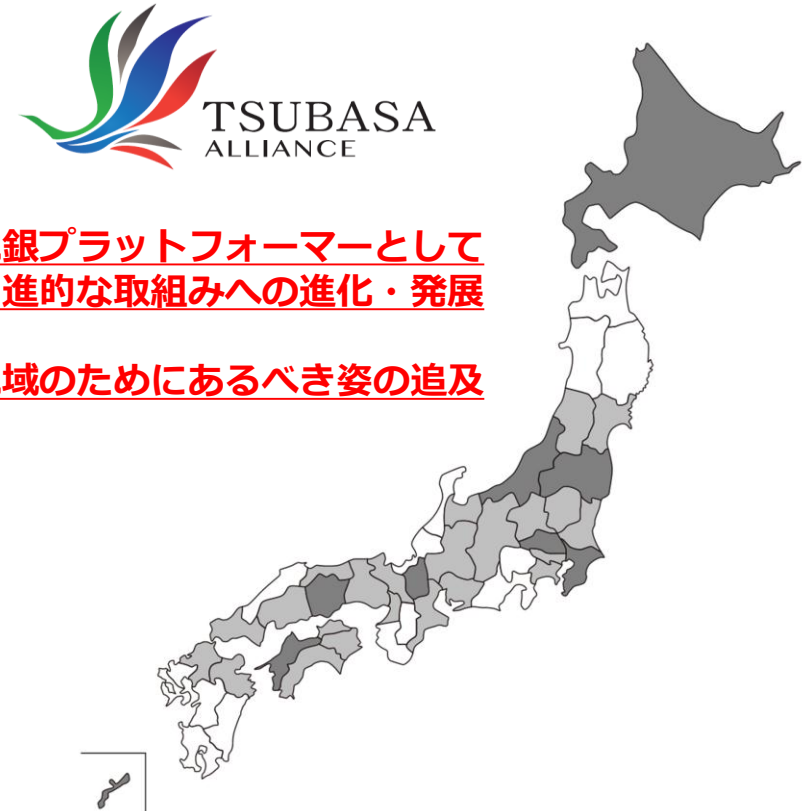 TSUBASA
ALLIANCE
銀プラットフォーマーとして
進的な取組みへの進化・発展
域のためにあるべき姿の追及